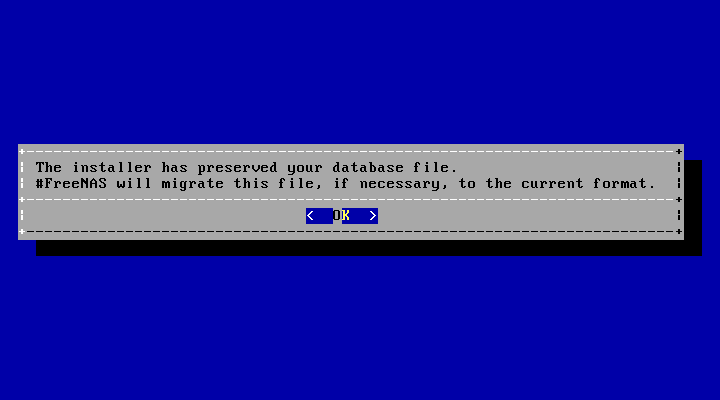 The installer has preserved your database file.
#FreeNAS will migrate this file, if necessary, to the current format.
< OK >